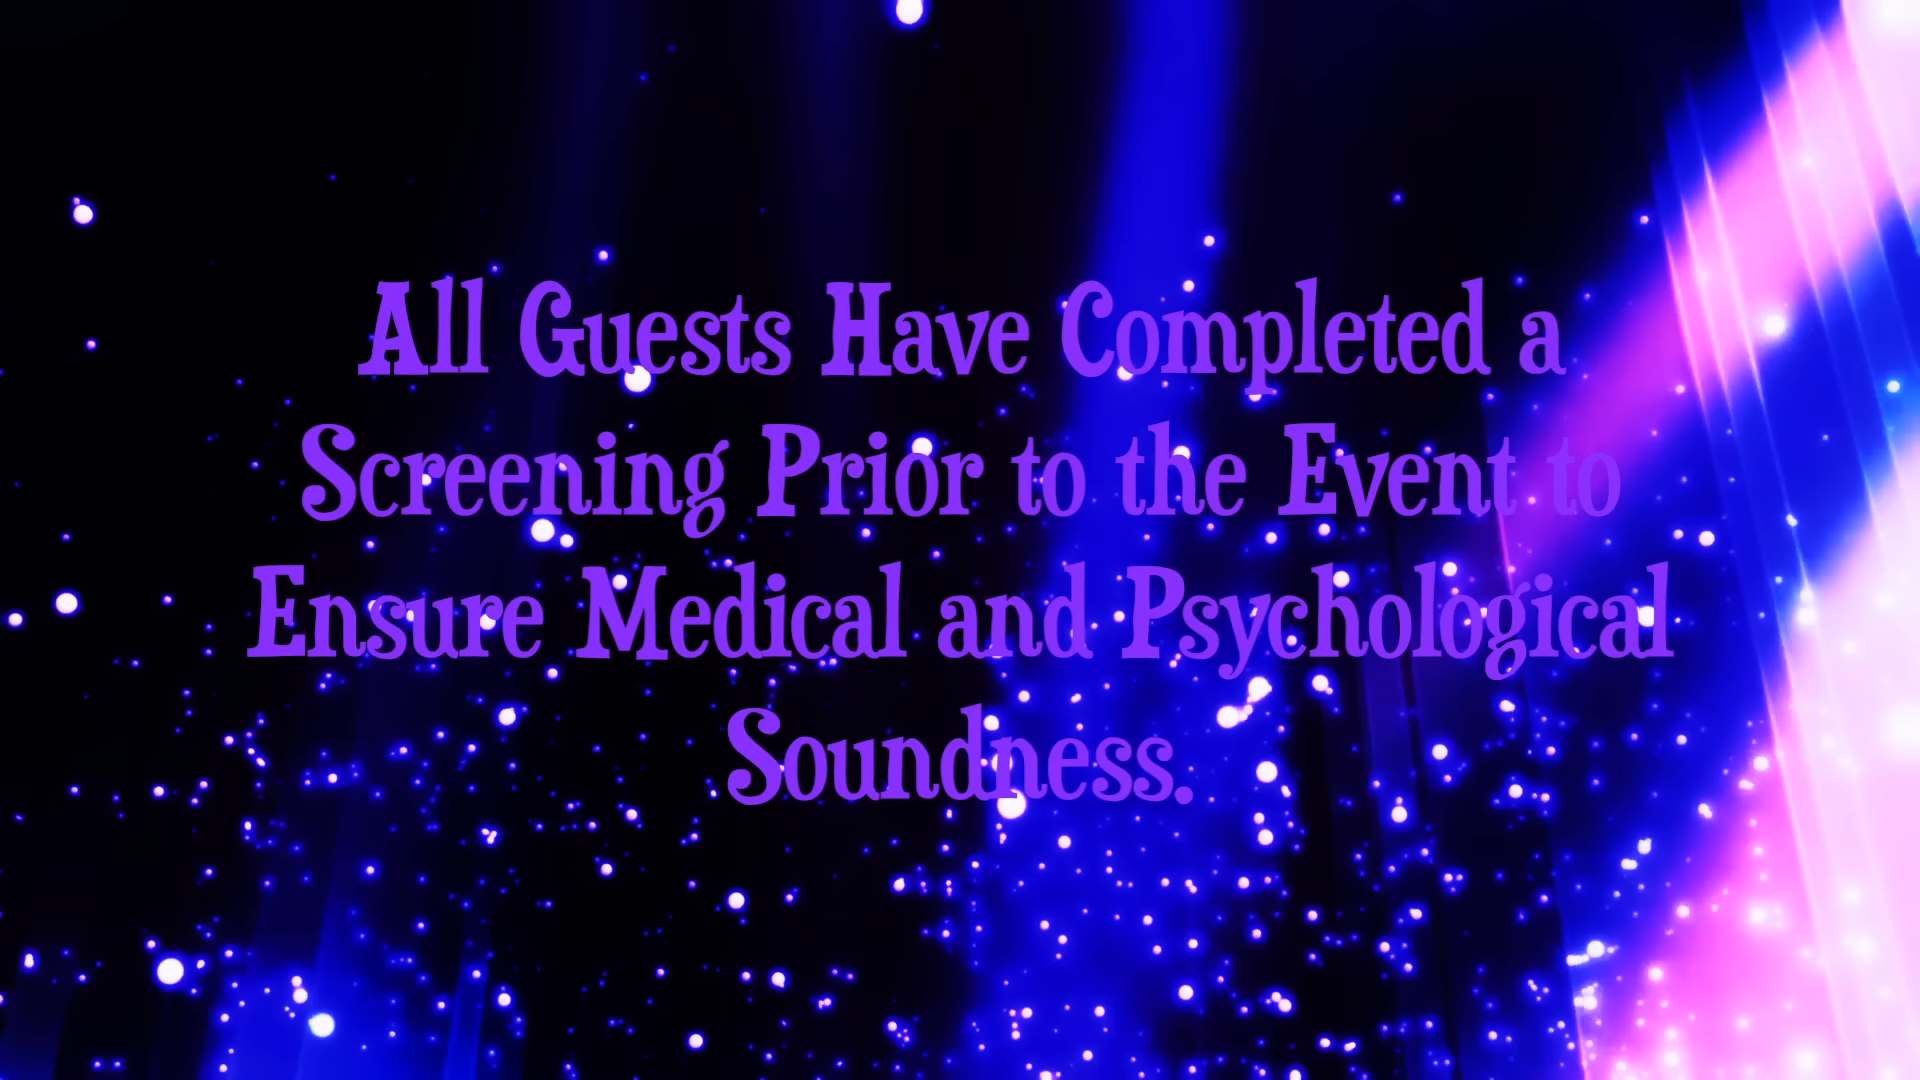 All Guests Have Completed a
Screening Prior to the Event to
Ensure Medical and Psychological
Soundness.